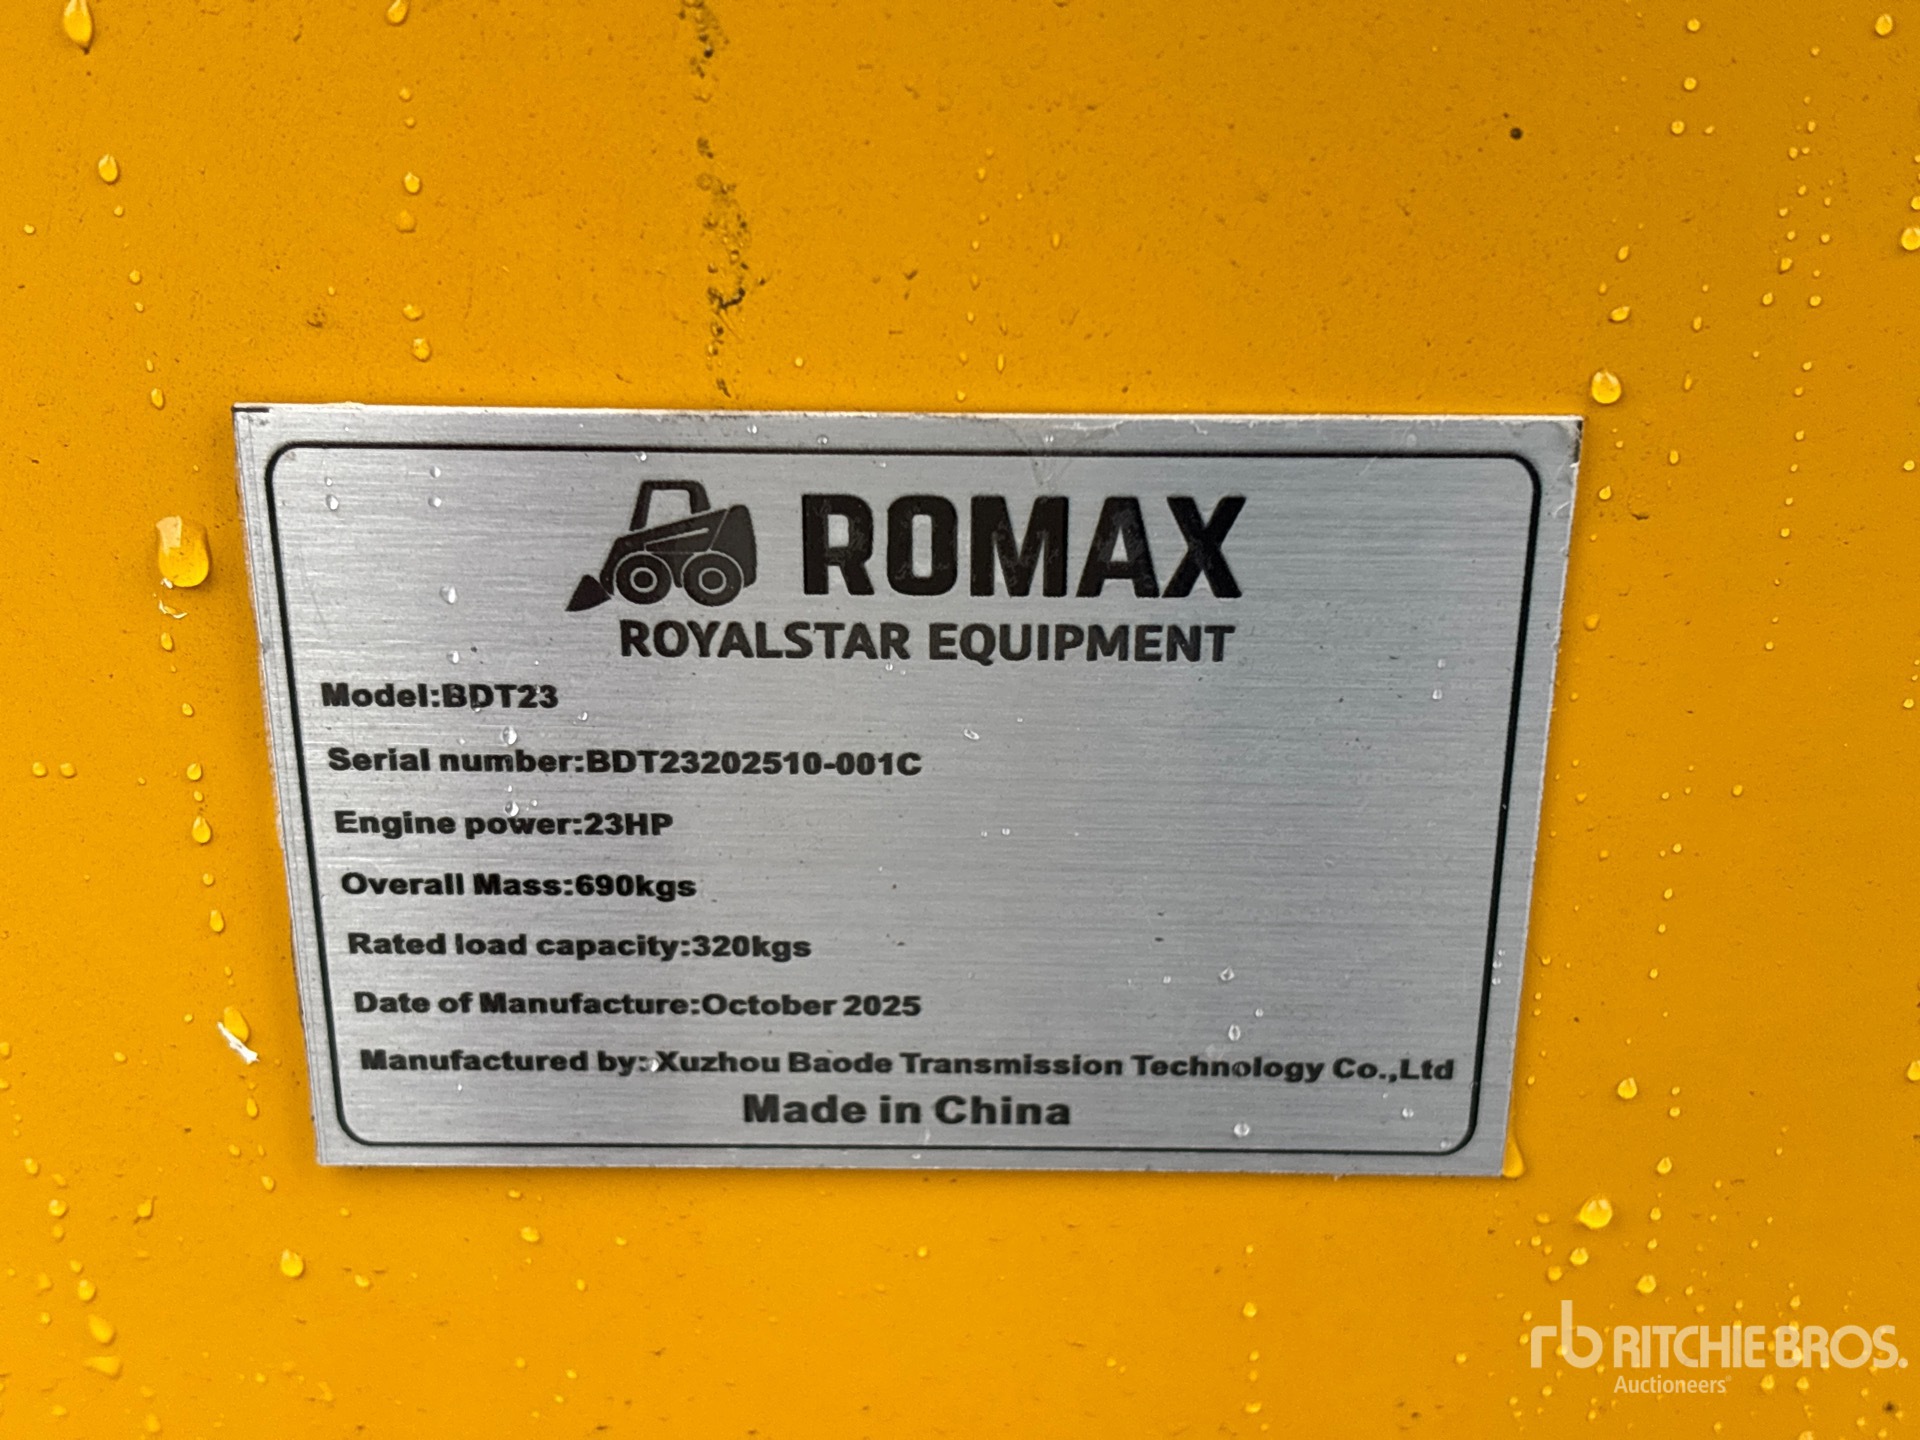 ROMAX
ROYALSTAR EQUIPMENT
Model:BDT23
Serial number:BDT23202510-001C
Engine power:23HP
Overall Mass:690kgs
Rated load capacity:320kgs
Date of Manufacture:October 2025
Manufactured by:Xuzhou Baode Transmission Technology Co.,Ltd
Made in China
rb RITCHIE BROS.
Auctioneers